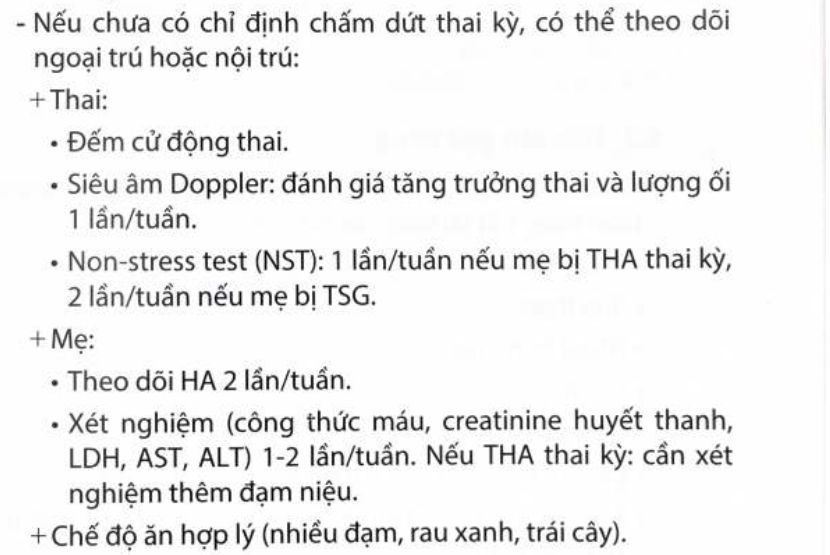 - Nếu chưa có chỉ định chấm dứt thai kỳ, có thể theo dõi
ngoại trú hoặc nội trú:
+ Thai:
• Đếm cử động thai.
• Siêu âm Doppler: đánh giá tăng trưởng thai và lượng ối
1 lần/tuần.
• Non-stress test (NST): 1 lần/tuần nếu mẹ bị THA thai kỳ,
2 lần/tuần nếu mẹ bị TSG.
+ Mẹ:
• Theo dõi HA 2 lần/tuần.
• Xét nghiệm (công thức máu, creatinine huyết thanh,
LDH, AST, ALT) 1-2 lần/tuần. Nếu THA thai kỳ: cần xét
nghiệm thêm đạm niệu.
+ Chế độ ăn hợp lý (nhiều đạm, rau xanh, trái cây).